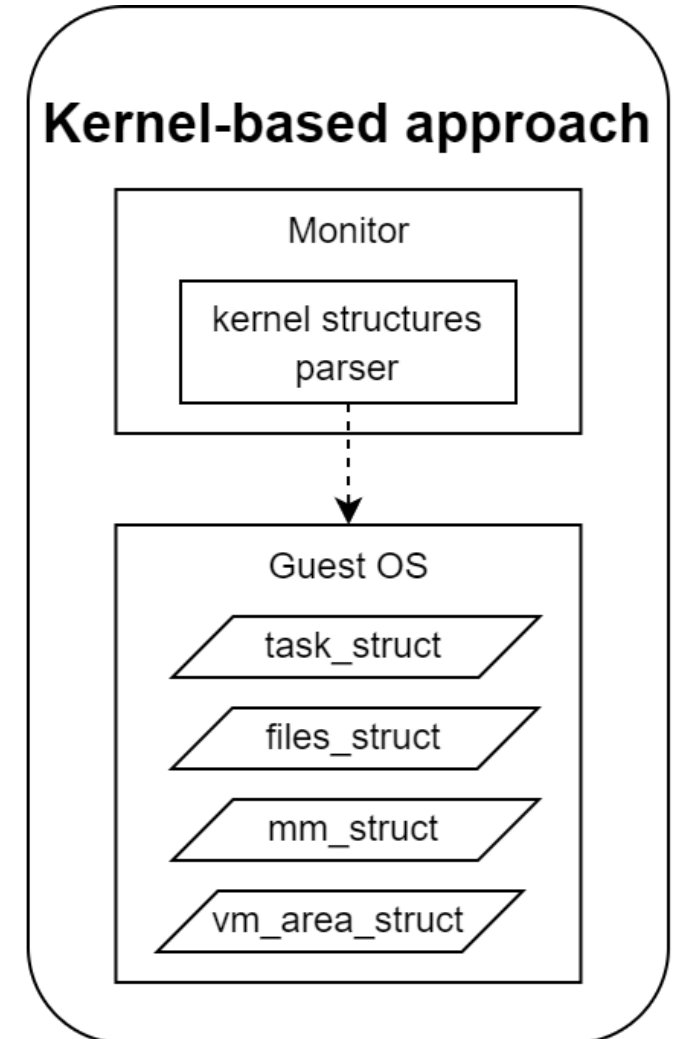 Kernel-based approach
Monitor
kernel structures
parser
Guest OS
task_struct
files_struct
mm_struct
vm_area_struct